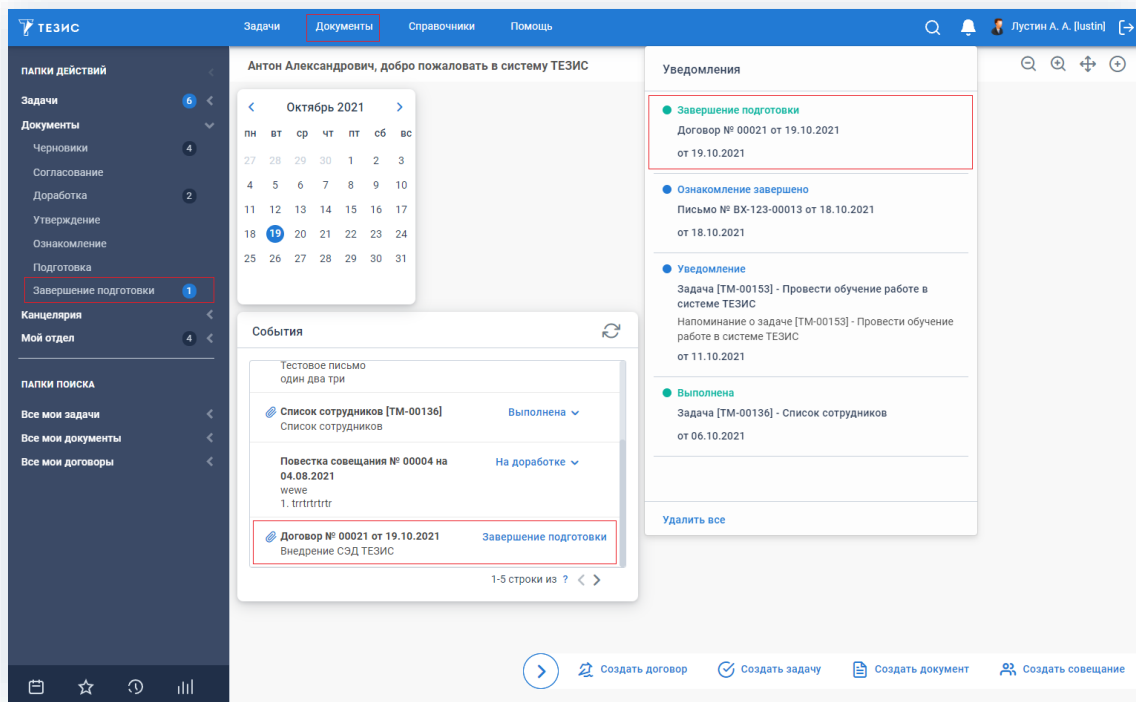 ТЕЗИС
Задачи Документы Справочники Помощь
Лустин А. А. [lustin]
ПАПКИ ДЕЙСТВИЙ
Задачи 6
Документы
Черновики 4
Согласование
Доработка 2
Утверждение
Ознакомление
Подготовка
Завершение подготовки 1
Канцелярия
Мой отдел 4
ПАПКИ ПОИСКА
Все мои задачи
Все мои документы
Все мои договоры
Антон Александрович, добро пожаловать в систему ТЕЗИС
Октябрь 2021
пн вт ср чт пт сб вс
27 28 29 30 1 2 3
4 5 6 7 8 9 10
11 12 13 14 15 16 17
18 19 20 21 22 23 24
25 26 27 28 29 30 31
События
Тестовое письмо
один два три
Список сотрудников [ТМ-00136] Выполнена
Список сотрудников
Повестка совещания № 00004 на На доработке
04.08.2021
wewe
1. trrtrtrtrtr
Договор № 00021 от 19.10.2021 Завершение подготовки
Внедрение СЭД ТЕЗИС
1-5 строки из ?
Уведомления
Завершение подготовки
Договор № 00021 от 19.10.2021
от 19.10.2021
Ознакомление завершено
Письмо № ВХ-123-00013 от 18.10.2021
от 18.10.2021
Уведомление
Задача [ТМ-00153] - Провести обучение работе в
системе ТЕЗИС
Напоминание о задаче [ТМ-00153] - Провести обучение
работе в системе ТЕЗИС
от 11.10.2021
Выполнена
Задача [ТМ-00136] - Список сотрудников
от 06.10.2021
Удалить все
Создать договор Создать задачу Создать документ Создать совещание